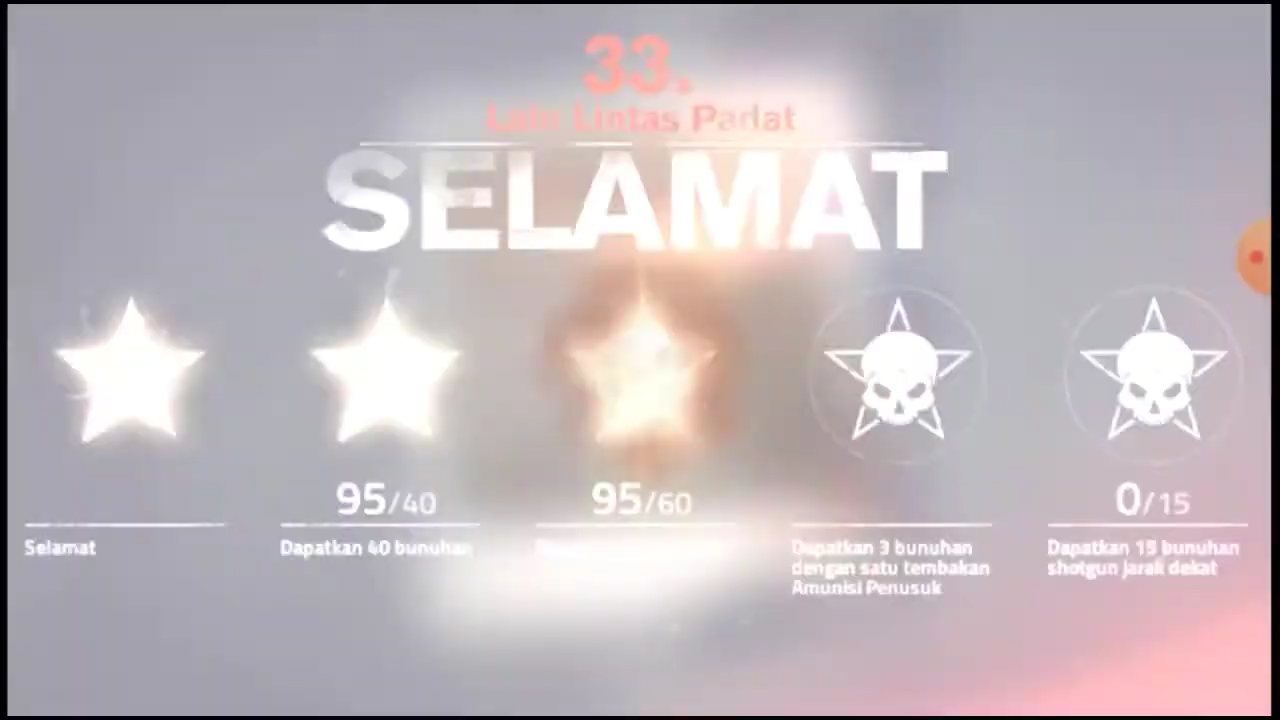 33.
Lalu Lintas Padat
SELAMAT
95/40
95/60
0/15
Selamat
Dapatkan 40 bunuhan
Dapatkan 3 bunuhan
dengan satu tembakan
Amunisi Penusuk
Dapatkan 15 bunuhan
shotgun jarak dekat